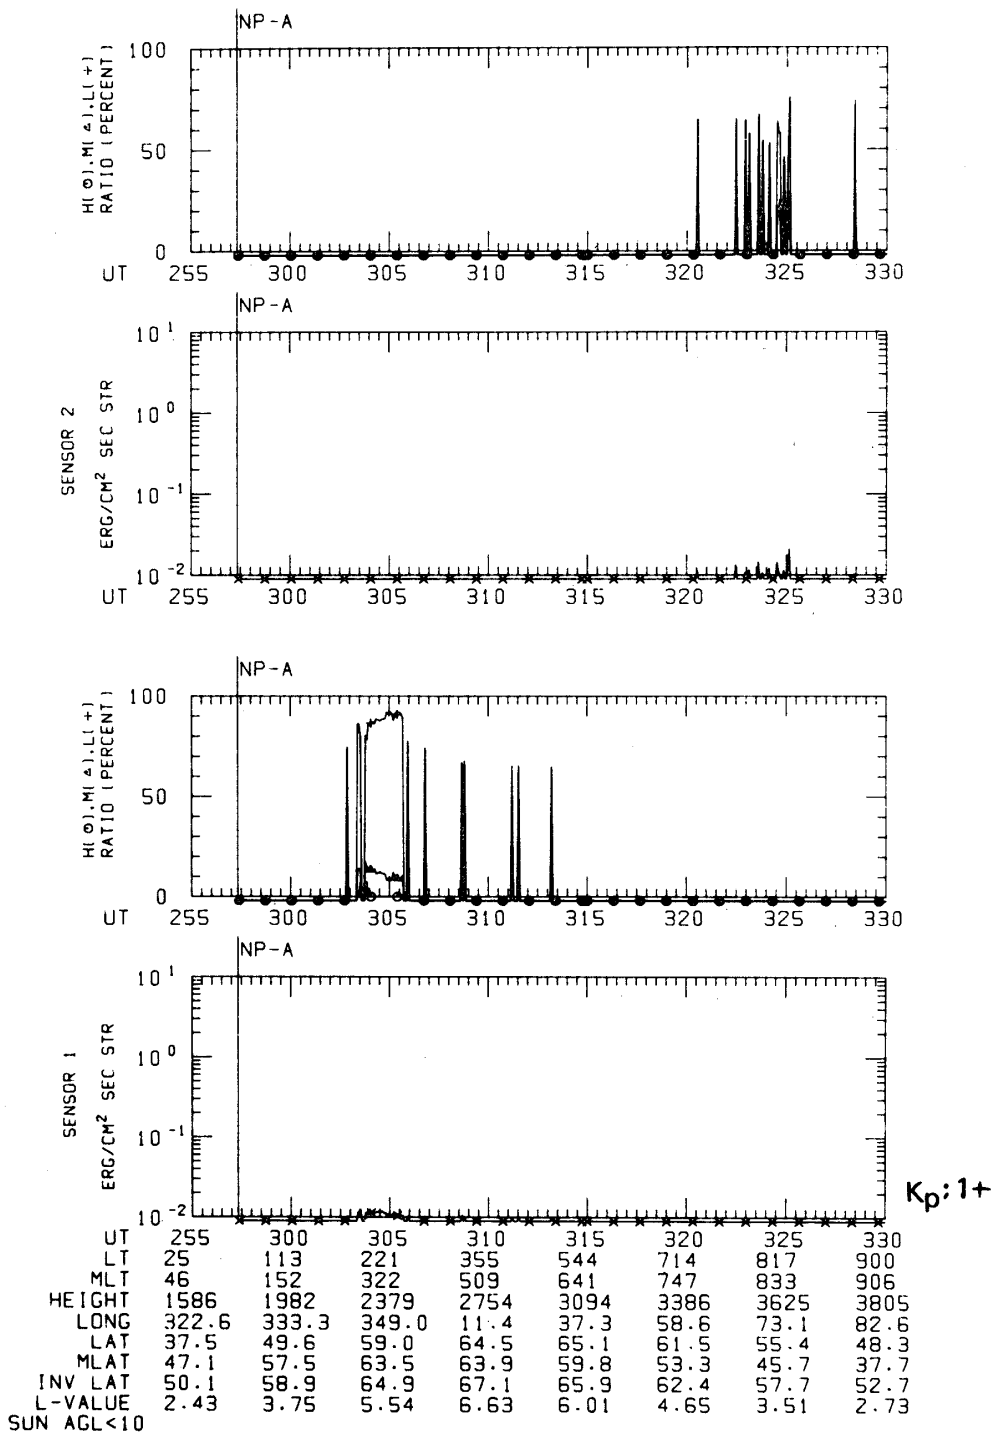 NP-A
H(⊙).M(△).L(+)
RATIO (PERCENT)
100
50
0
UT 255 300 305 310 315 320 325 330
NP-A
SENSOR 2
ERG/CM² SEC STR
10¹
10⁰
10⁻¹
10⁻²
UT 255 300 305 310 315 320 325 330
NP-A
H(⊙).M(△).L(+)
RATIO (PERCENT)
100
50
0
UT 255 300 305 310 315 320 325 330
NP-A
SENSOR 1
ERG/CM² SEC STR
10¹
10⁰
10⁻¹
10⁻²
Kp:1+
UT 255 300 305 310 315 320 325 330
LT 25 113 221 355 544 714 817 900
MLT 46 152 322 509 641 747 833 906
HEIGHT 1586 1982 2379 2754 3094 3386 3625 3805
LONG 322.6 333.3 349.0 11.4 37.3 58.6 73.1 82.6
LAT 37.5 49.6 59.0 64.5 65.1 61.5 55.4 48.3
MLAT 47.1 57.5 63.5 63.9 59.8 53.3 45.7 37.7
INV LAT 50.1 58.9 64.9 67.1 65.9 62.4 57.7 52.7
L-VALUE 2.43 3.75 5.54 6.63 6.01 4.65 3.51 2.73
SUN AGL<10